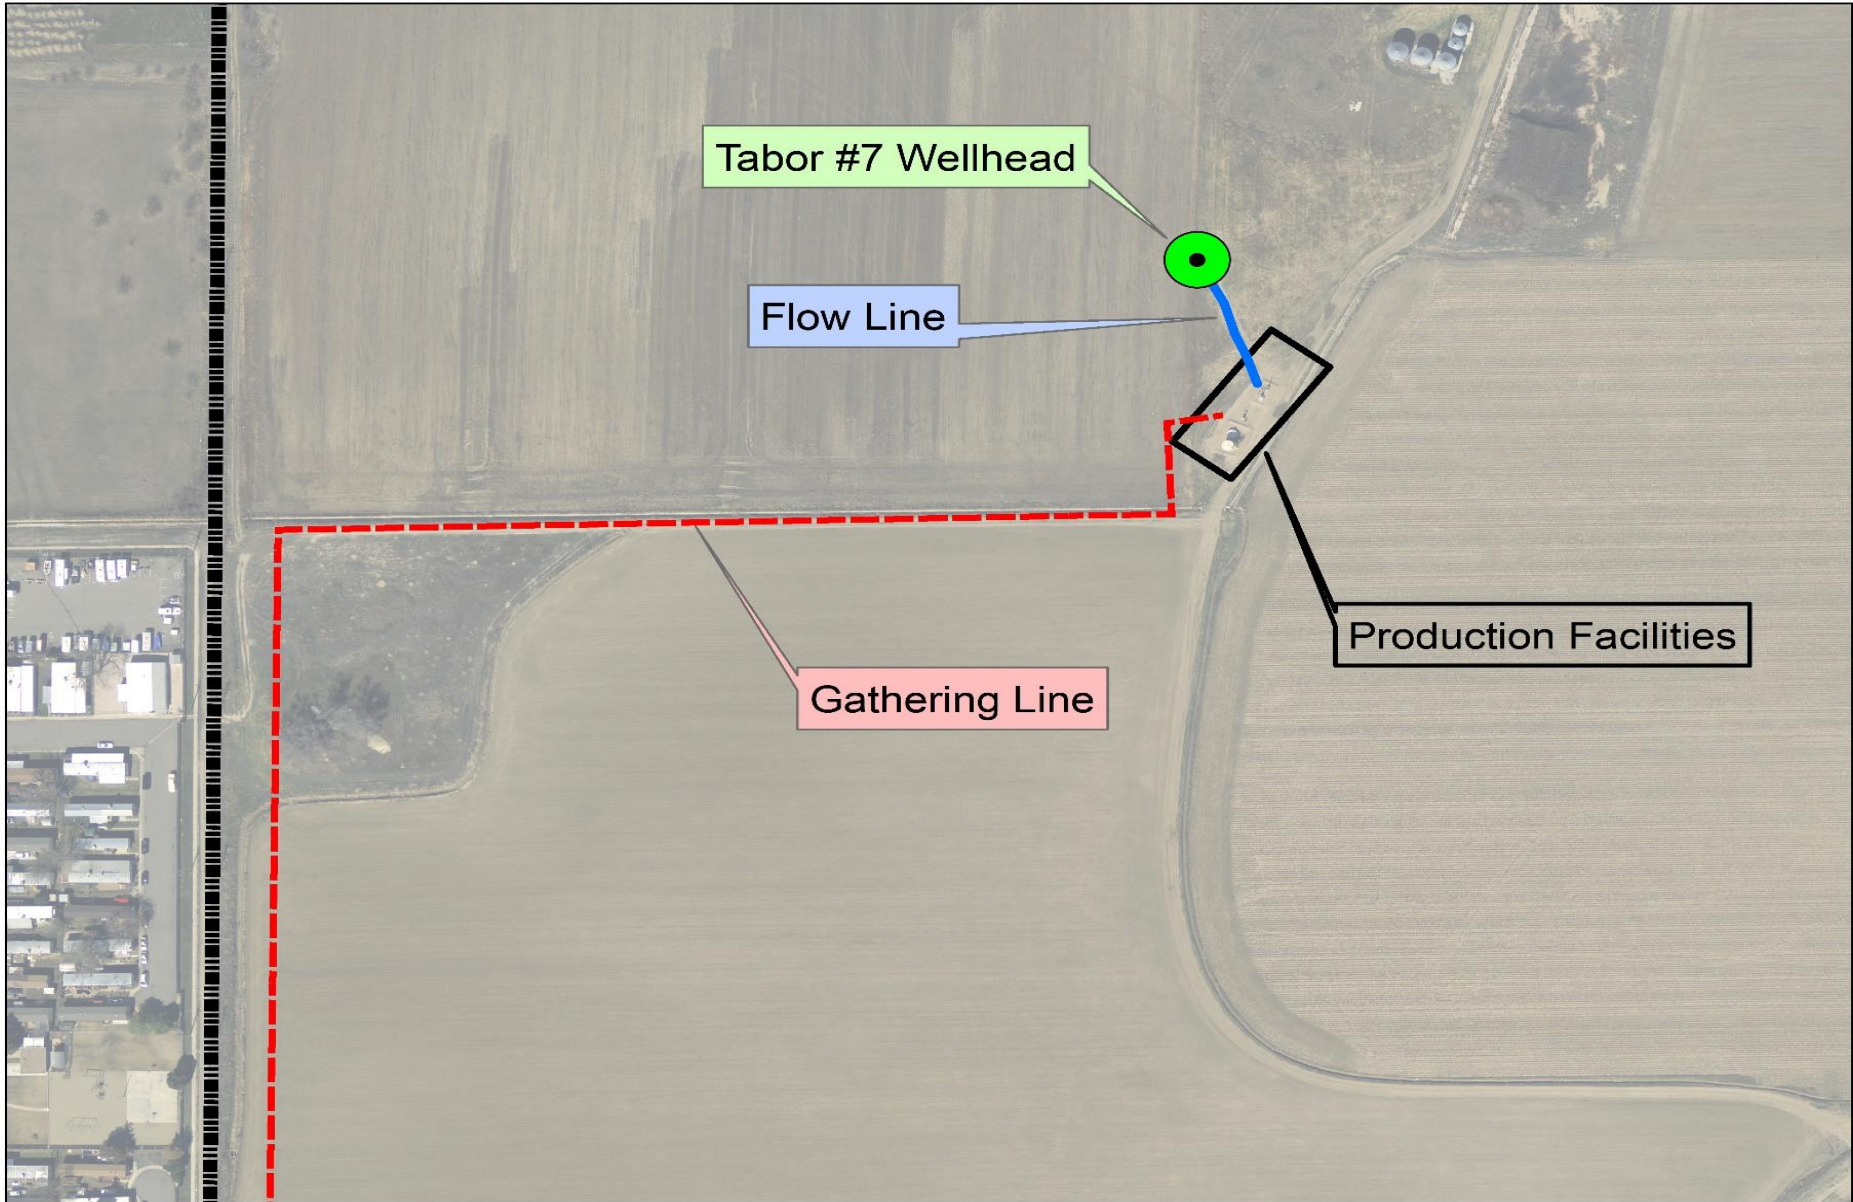 Tabor #7 Wellhead
Flow Line
Production Facilities
Gathering Line